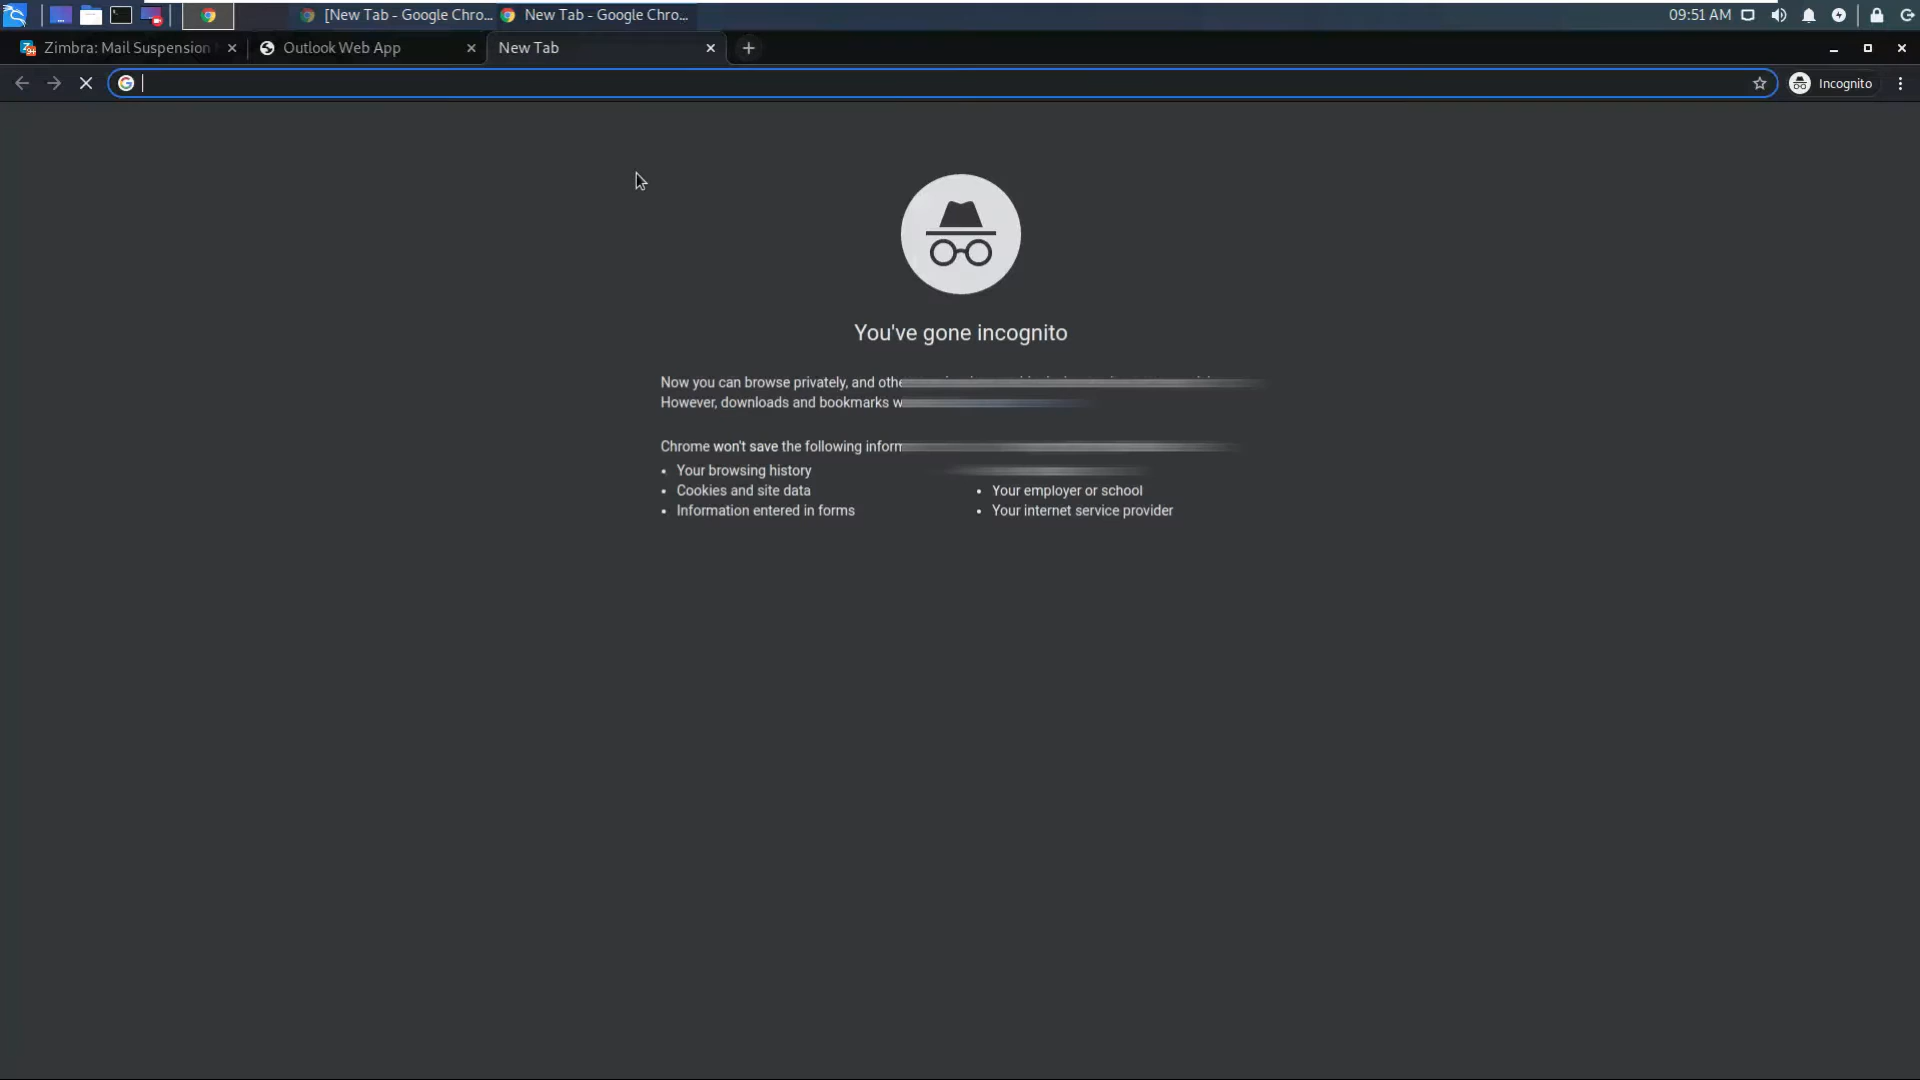 [New Tab - Google Chro...
New Tab - Google Chro...
09:51 AM
Zimbra: Mail Suspension
Outlook Web App
New Tab
Incognito
You've gone incognito
Now you can browse privately, and
However, downloads and bookmarks
Chrome won't save the following
Your browsing history
Cookies and site data
Your employer or school
Information entered in forms
Your internet service provider